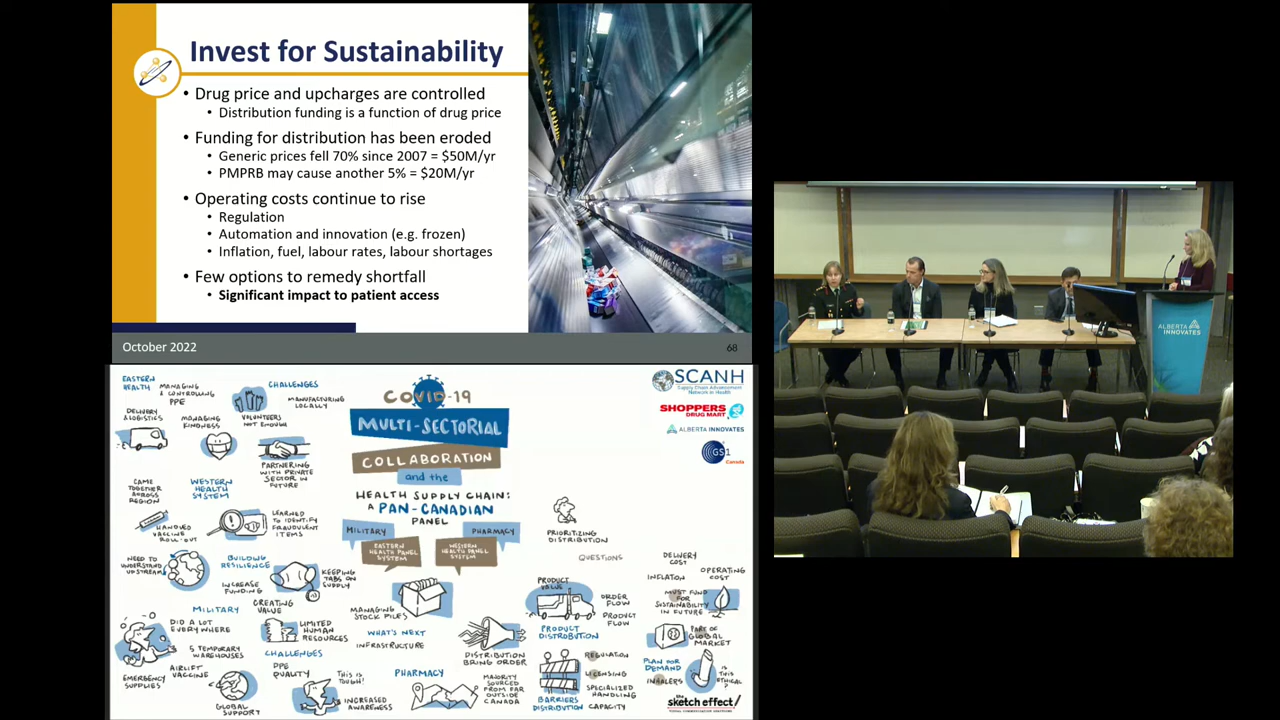 Invest for Sustainability
• Drug price and upcharges are controlled
• Distribution funding is a function of drug price
• Funding for distribution has been eroded
• Generic prices fell 70% since 2007 = $50M/yr
• PMPRB may cause another 5% = $20M/yr
• Operating costs continue to rise
• Regulation
• Automation and innovation (e.g. frozen)
• Inflation, fuel, labour rates, labour shortages
• Few options to remedy shortfall
• Significant impact to patient access
October 2022
68
EASTERN
HEALTH
MANAGING
& CONTROLLING
PPE
CHALLENGES
VOLUNTEERS
NOT ENOUGH
MANUFACTURING
LOCALLY
DELIVERY
& LOGISTICS
MANAGING
KINDNESS
PARTNERING
WITH PRIVATE
SECTOR IN
FUTURE
CAME
TOGETHER
ACROSS
REGION
WESTERN
HEALTH
SYSTEM
HANDLED
VACCINE
ROLL-OUT
LEARNED
TO IDENTIFY
FRAUDULENT
ITEMS
NEED TO
UNDERSTAND
UPSTREAM
BUILDING
RESILIENCE
INCREASE
FUNDING
KEEPING
TABS ON
SUPPLY
MILITARY
DID A LOT
EVERYWHERE
5 TEMPORARY
WAREHOUSES
AIRLIFT
VACCINE
EMERGENCY
SUPPLIES
GLOBAL
SUPPORT
CREATING
VALUE
LIMITED
HUMAN
RESOURCES
CHALLENGES
PPE
QUALITY
THIS IS
TOUGH!
INCREASED
AWARENESS
COVID-19
MULTI-SECTORIAL
COLLABORATION
and the
HEALTH SUPPLY CHAIN:
A PAN-CANADIAN
PANEL
MILITARY
PHARMACY
EASTERN
HEALTH PANEL
SYSTEM
WESTERN
HEALTH PANEL
SYSTEM
MANAGING
STOCK PILES
WHAT'S NEXT
INFRASTRUCTURE
PHARMACY
DISTRIBUTION
BRING ORDER
MAJORITY
SOURCED
FROM FAR
OUTSIDE
CANADA
PRIORITIZING
DISTRIBUTION
QUESTIONS
PRODUCT
VALUE
ORDER
FLOW
PRODUCT
FLOW
PRODUCT
DISTRIBUTION
REGULATION
LICENSING
SPECIALIZED
HANDLING
CAPACITY
BARRIERS
DISTRIBUTION
DELIVERY
COST
INFLATON
OPERATING
COST
MUST FUND
FOR
SUSTAINABILITY
IN FUTURE
PART OF
GLOBAL
MARKET
PLAN FOR
DEMAND
INHALERS
IS
THIS
ETHICAL
?
SCANH
Supply Chain Advancement
Network in Health
SHOPPERS
DRUG MART
ALBERTA INNOVATES
GS1
Canada
the
sketch effect/
ALBERTA
INNOVATES